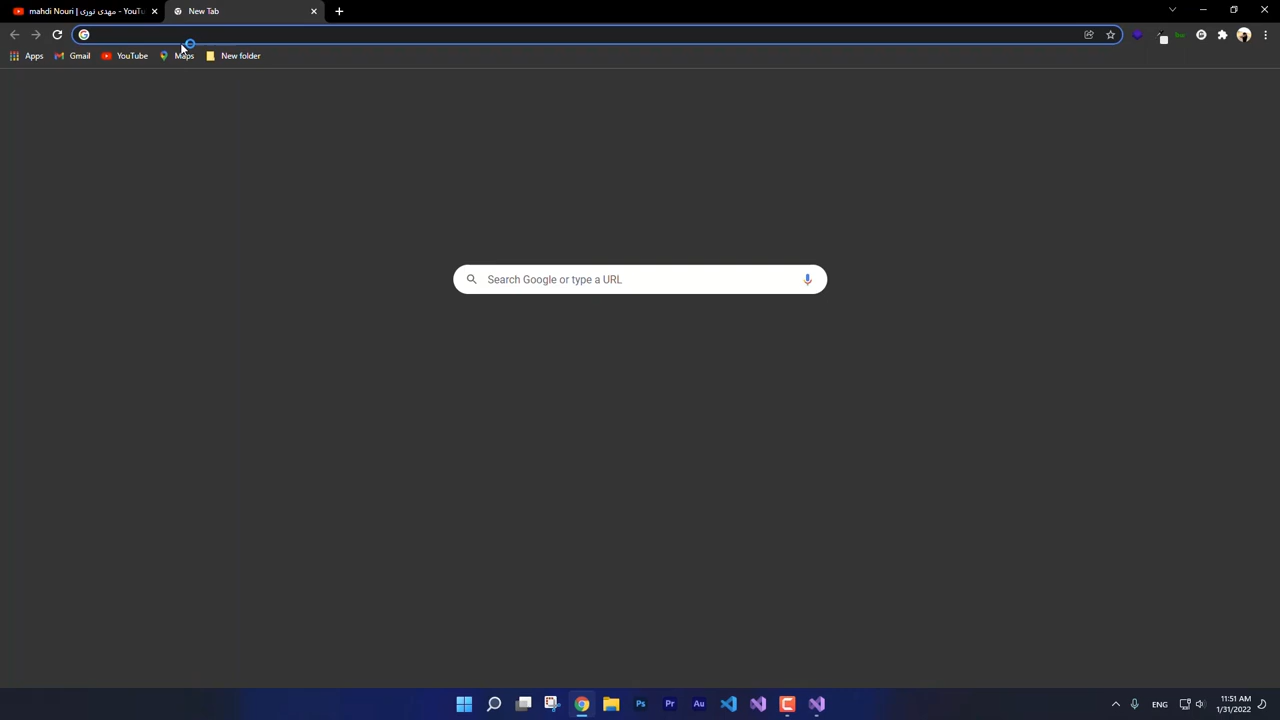 mahdi Nouri | مهدی نوری - YouTu
New Tab
Apps
Gmail
YouTube
Maps
New folder
Search Google or type a URL
Ps
Pr
Au
ENG
11:51 AM
1/31/2022